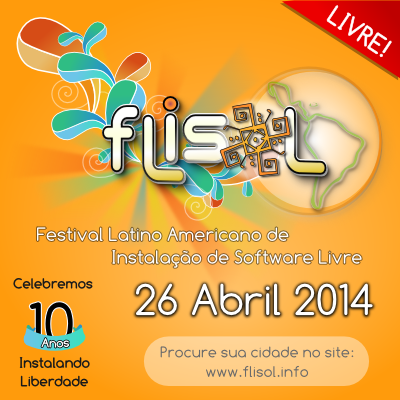 LIVRE!
flisol
Festival Latino Americano de
Instalação de Software Livre
Celebremos
10
Anos
Instalando
Liberdade
26 Abril 2014
Procure sua cidade no site:
www.flisol.info